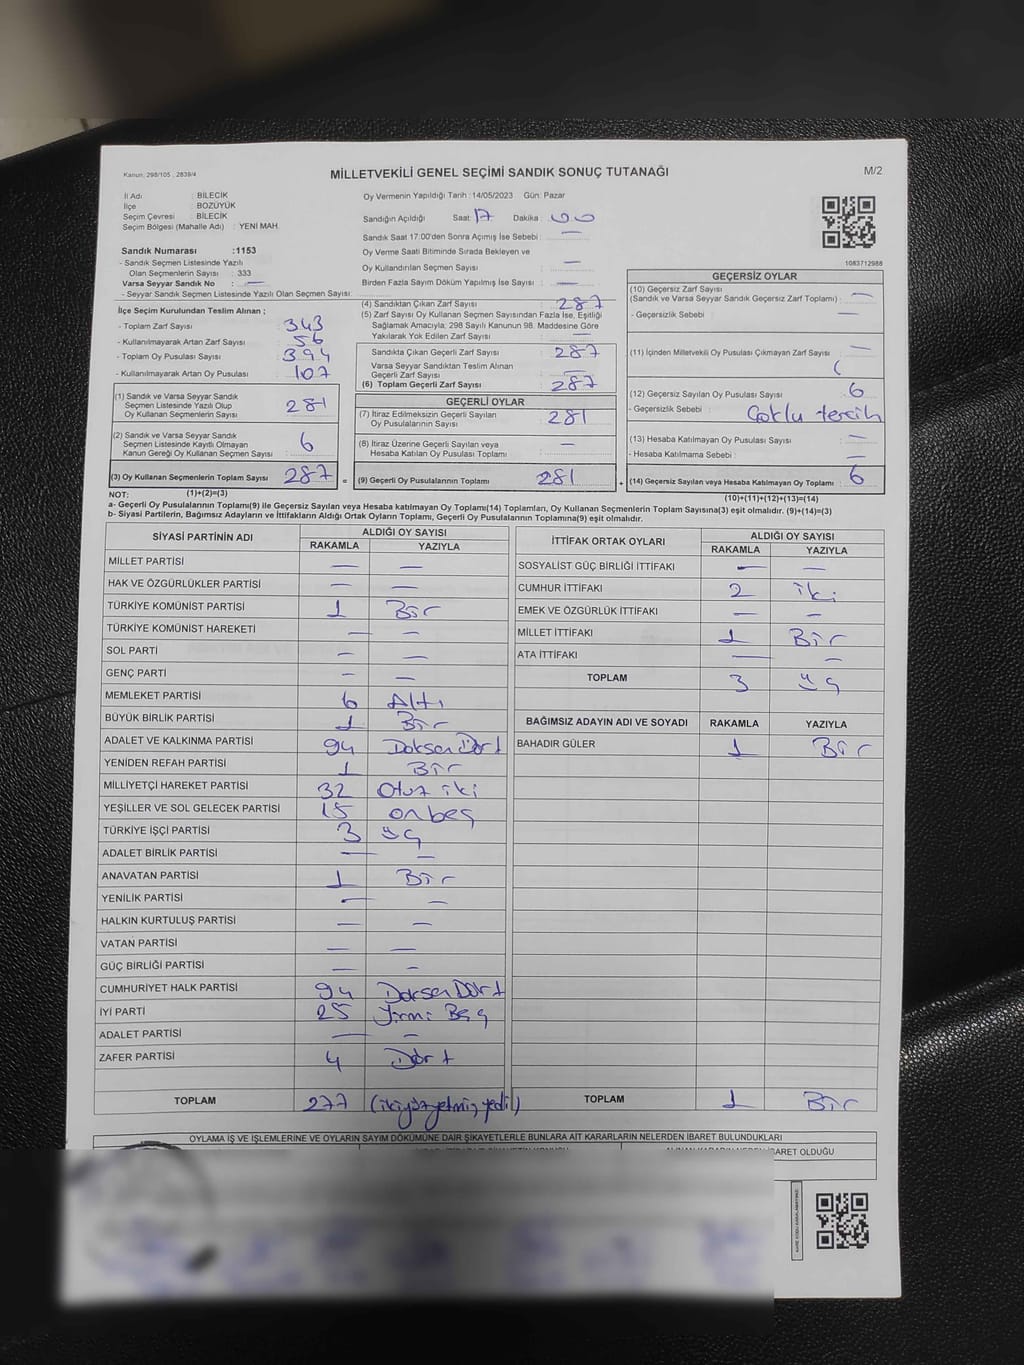 Kanun: 298/105 , 2839/4
MİLLETVEKİLİ GENEL SEÇİMİ SANDIK SONUÇ TUTANAĞI
M/2
İl Adı : BİLECİK
İlçe : BOZÜYÜK
Seçim Çevresi : BİLECİK
Seçim Bölgesi (Mahalle Adı) : YENİ MAH.
Sandık Numarası :1153
- Sandık Seçmen Listesinde Yazılı
Olan Seçmenlerin Sayısı : 333
Varsa Seyyar Sandık No : —
- Seyyar Sandık Seçmen Listesinde Yazılı Olan Seçmen Sayısı:
İlçe Seçim Kurulundan Teslim Alınan ;
- Toplam Zarf Sayısı : 343
- Kullanılmayarak Artan Zarf Sayısı : 56
- Toplam Oy Pusulası Sayısı : 394
- Kullanılmayarak Artan Oy Pusulası : 107
(1) Sandık ve Varsa Seyyar Sandık
Seçmen Listesinde Yazılı Olup
Oy Kullanan Seçmenlerin Sayısı : 281
(2) Sandık ve Varsa Seyyar Sandık
Seçmen Listesinde Kayıtlı Olmayan
Kanun Gereği Oy Kullanan Seçmen Sayısı : 6
(3) Oy Kullanan Seçmenlerin Toplam Sayısı 287
Oy Vermenin Yapıldığı Tarih : 14/05/2023 Gün: Pazar
Sandığın Açıldığı Saat: 17 Dakika : 00
Sandık Saat 17:00'den Sonra Açımış İse Sebebi : —
Oy Verme Saati Bitiminde Sırada Bekleyen ve
Oy Kullandırılan Seçmen Sayısı : —
Birden Fazla Sayım Döküm Yapılmış İse Sayısı : —
(4) Sandıktan Çıkan Zarf Sayısı : 287
(5) Zarf Sayısı Oy Kullanan Seçmen Sayısından Fazla İse, Eşitliği
Sağlamak Amacıyla; 298 Sayılı Kanunun 98. Maddesine Göre
Yakılarak Yok Edilen Zarf Sayısı : —
Sandıkta Çıkan Geçerli Zarf Sayısı : 287
Varsa Seyyar Sandıktan Teslim Alınan
Geçerli Zarf Sayısı : —
(6) Toplam Geçerli Zarf Sayısı : 287
GEÇERLİ OYLAR
(7) İtiraz Edilmeksizin Geçerli Sayılan
Oy Pusulalarının Sayısı : 281
(8) İtiraz Üzerine Geçerli Sayılan veya
Hesaba Katılan Oy Pusulası Toplamı : —
= (9) Geçerli Oy Pusulalarının Toplamı 281
1083712988
GEÇERSİZ OYLAR
(10) Geçersiz Zarf Sayısı
(Sandık ve Varsa Seyyar Sandık Geçersiz Zarf Toplamı) : —
- Geçersizlik Sebebi : —
(11) İçinden Milletvekili Oy Pusulası Çıkmayan Zarf Sayısı : —
(12) Geçersiz Sayılan Oy Pusulası Sayısı : 6
- Geçersizlik Sebebi : Çoklu tercih
(13) Hesaba Katılmayan Oy Pusulası Sayısı : —
- Hesaba Katılmama Sebebi : —
+ (14) Geçersiz Sayılan veya Hesaba Katılmayan Oy Toplamı : 6
NOT: (1)+(2)=(3) (10)+(11)+(12)+(13)=(14)
a- Geçerli Oy Pusulalarının Toplamı(9) ile Geçersiz Sayılan veya Hesaba Katılmayan Oy Toplamı(14) Toplamları, Oy Kullanan Seçmenlerin Toplam Sayısına(3) eşit olmalıdır. (9)+(14)=(3)
b- Siyasi Partilerin, Bağımsız Adayların ve İttifakların Aldığı Ortak Oyların Toplamı, Geçerli Oy Pusulalarının Toplamına(9) eşit olmalıdır.
SİYASİ PARTİNİN ADI ALDIĞI OY SAYISI
RAKAMLA YAZIYLA
MİLLET PARTİSİ — —
HAK VE ÖZGÜRLÜKLER PARTİSİ — —
TÜRKİYE KOMÜNİST PARTİSİ 1 Bir
TÜRKİYE KOMÜNİST HAREKETİ — —
SOL PARTİ — —
GENÇ PARTİ — —
MEMLEKET PARTİSİ 6 Altı
BÜYÜK BİRLİK PARTİSİ 1 Bir
ADALET VE KALKINMA PARTİSİ 94 Doksan Dört
YENİDEN REFAH PARTİSİ 1 Bir
MİLLİYETÇİ HAREKET PARTİSİ 32 Otuz iki
YEŞİLLER VE SOL GELECEK PARTİSİ 15 on beş
TÜRKİYE İŞÇİ PARTİSİ 3 üç
ADALET BİRLİK PARTİSİ — —
ANAVATAN PARTİSİ 1 Bir
YENİLİK PARTİSİ — —
HALKIN KURTULUŞ PARTİSİ — —
VATAN PARTİSİ — —
GÜÇ BİRLİĞİ PARTİSİ — —
CUMHURİYET HALK PARTİSİ 94 Doksan Dört
İYİ PARTİ 25 Yirmi Beş
ADALET PARTİSİ — —
ZAFER PARTİSİ 4 Dört
TOPLAM 277 (ikiyüzyetmiş yedi)
İTTİFAK ORTAK OYLARI ALDIĞI OY SAYISI
RAKAMLA YAZIYLA
SOSYALİST GÜÇ BİRLİĞİ İTTİFAKI — —
CUMHUR İTTİFAKI 2 iki
EMEK VE ÖZGÜRLÜK İTTİFAKI — —
MİLLET İTTİFAKI 1 Bir
ATA İTTİFAKI — —
TOPLAM 3 üç
BAĞIMSIZ ADAYIN ADI VE SOYADI RAKAMLA YAZIYLA
BAHADIR GÜLER 1 Bir
TOPLAM 1 Bir
OYLAMA İŞ VE İŞLEMLERİNE VE OYLARIN SAYIM DÖKÜMÜNE DAİR ŞİKAYETLERLE BUNLARA AİT KARARLARIN NELERDEN İBARET BULUNDUKLARI
İBARET OLDUĞU